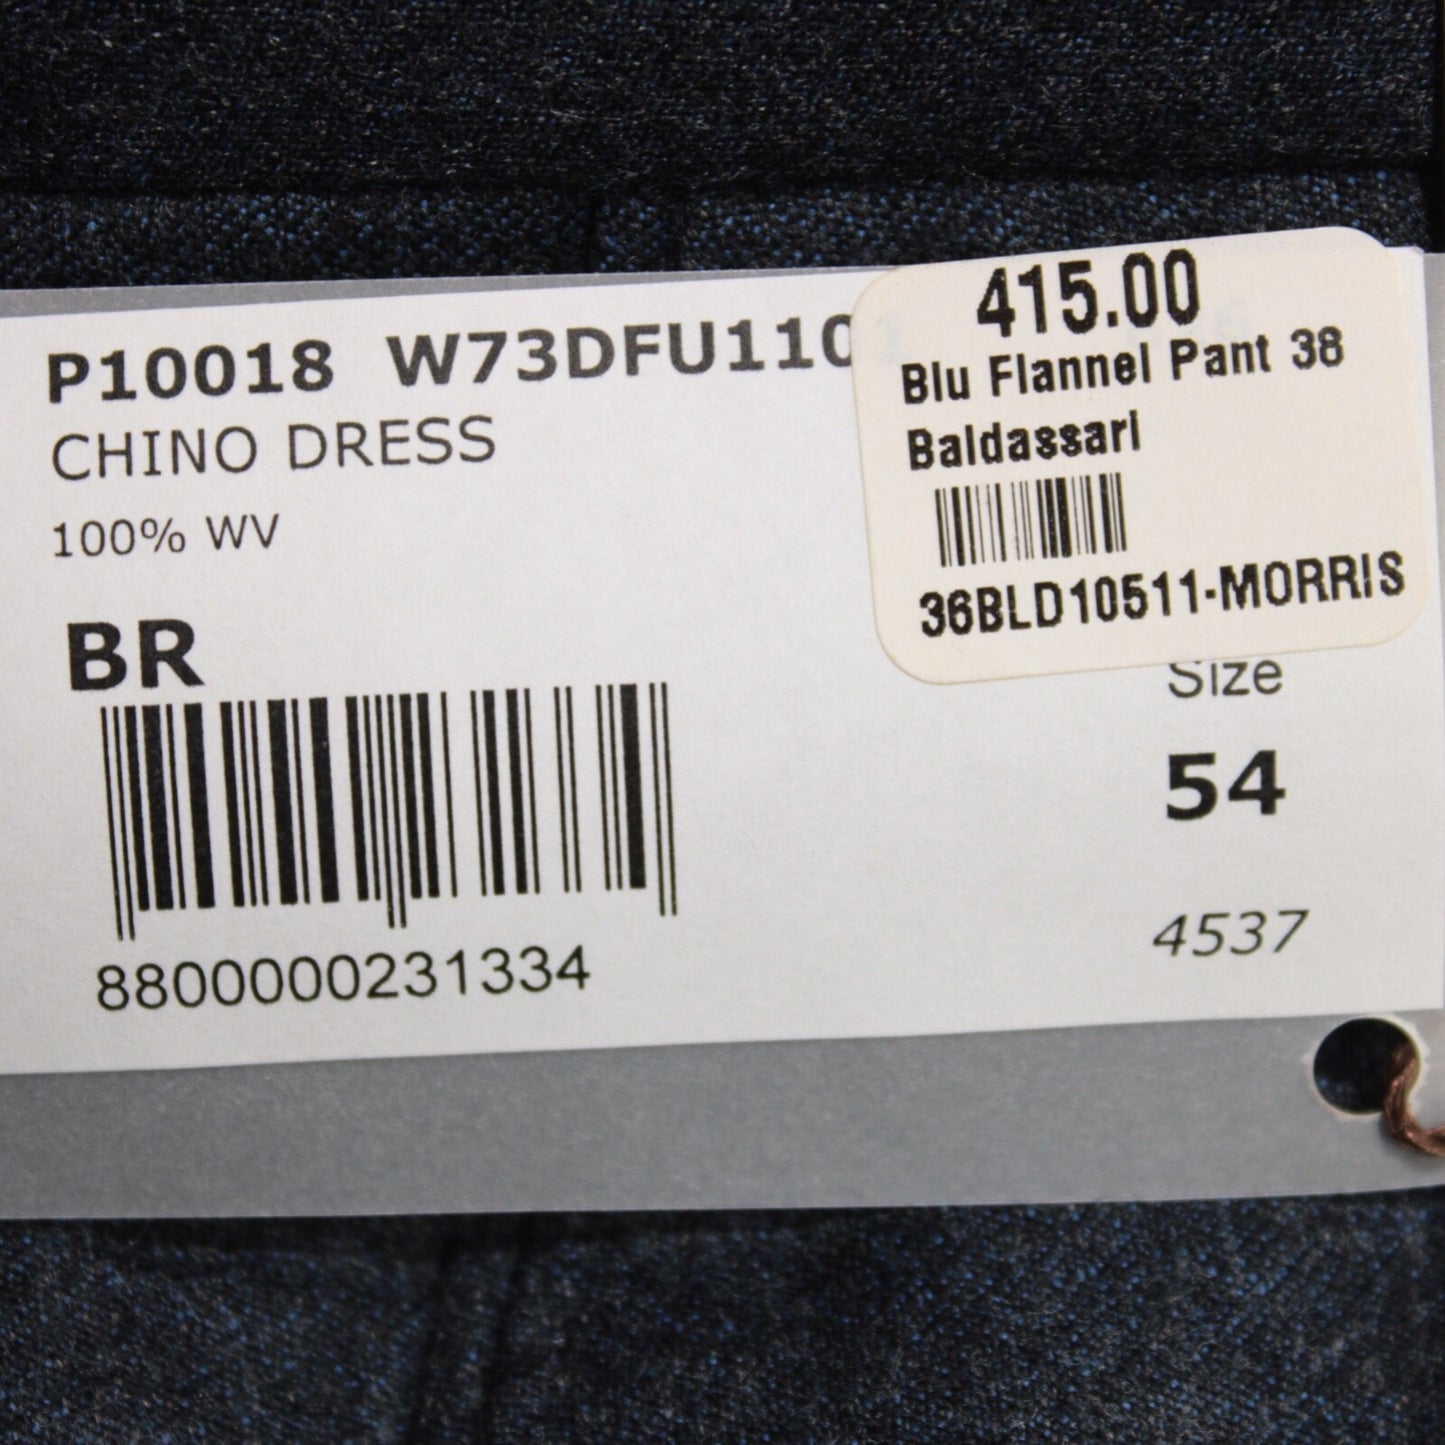 P10018 W73DFU110
CHINO DRESS
100% WV
BR
8800000231334
415.00
Blu Flannel Pant 38
Baldassari
36BLD10511-MORRIS
Size
54
4537